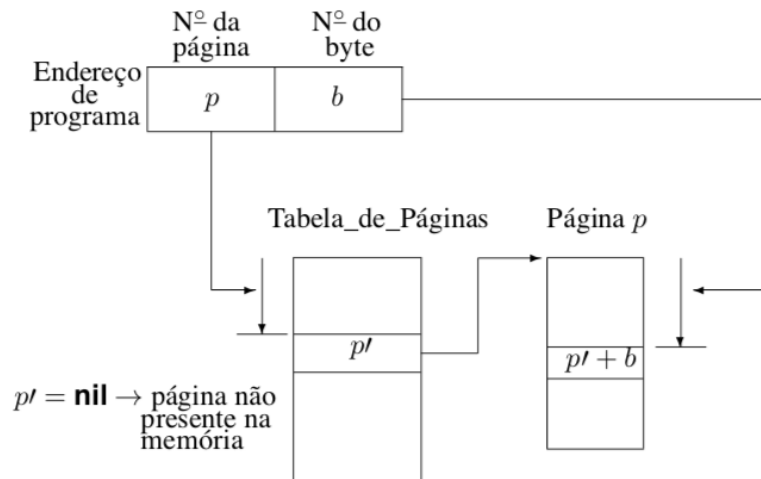 Nº da
página
Nº do
byte
Endereço
de
programa
p
b
Tabela_de_Páginas
Página p
p′
p′ + b
p′ = nil → página não
presente na
memória